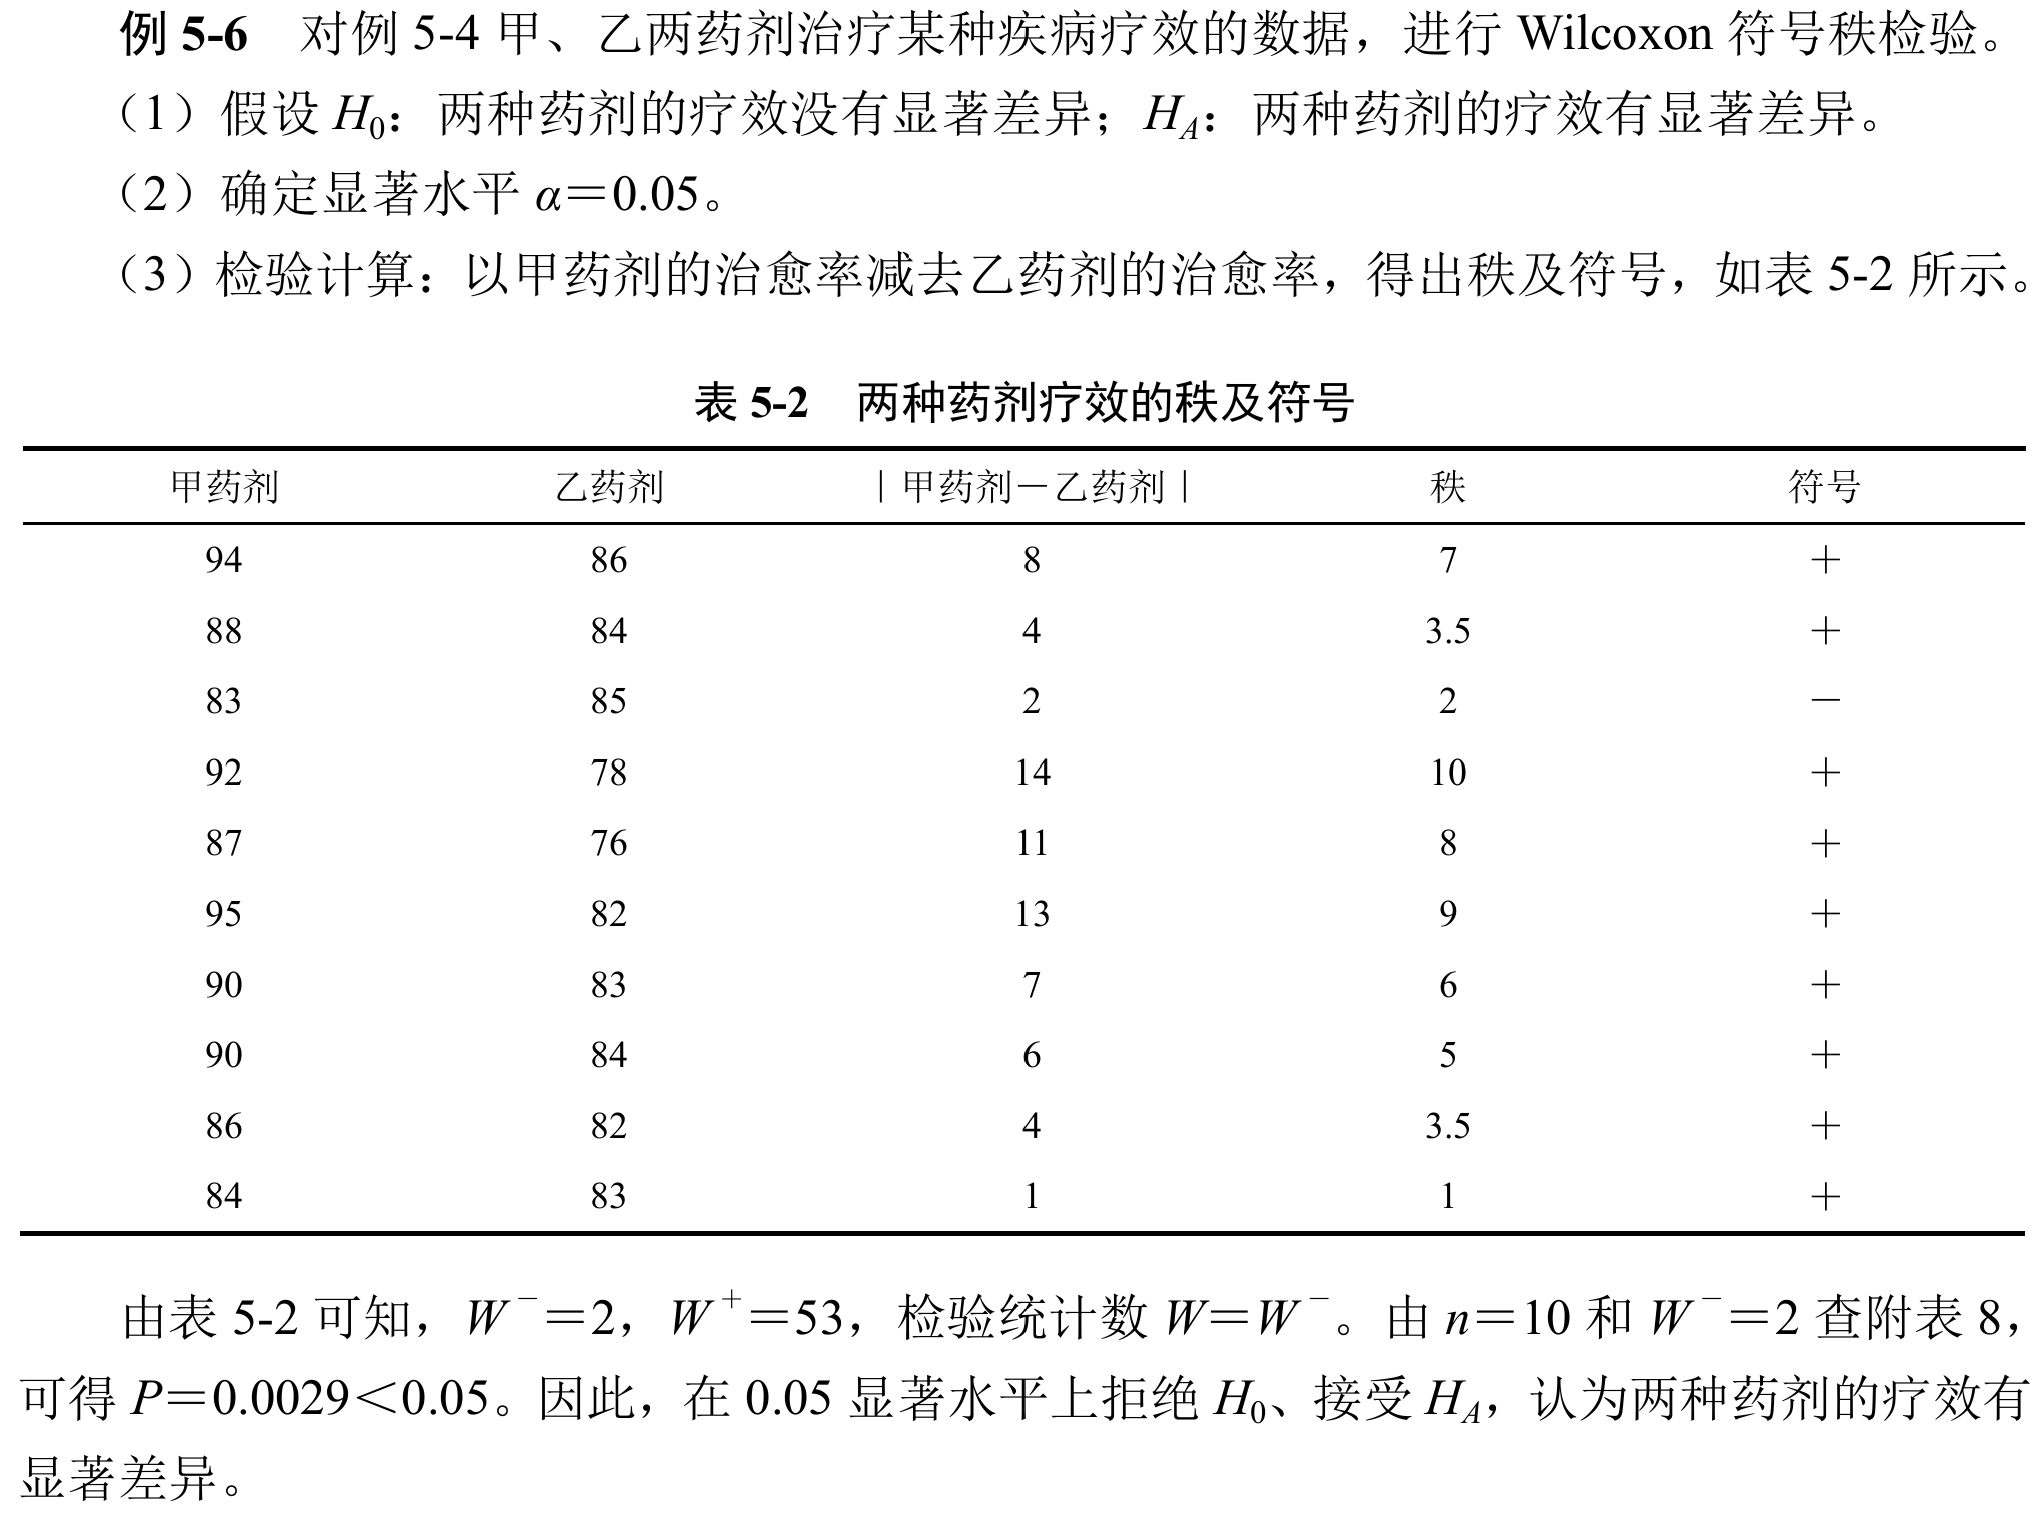 例 5-6 对例 5-4 甲、乙两药剂治疗某种疾病疗效的数据，进行 Wilcoxon 符号秩检验。
（1）假设 H0：两种药剂的疗效没有显著差异；HA：两种药剂的疗效有显著差异。
（2）确定显著水平 α＝0.05。
（3）检验计算：以甲药剂的治愈率减去乙药剂的治愈率，得出秩及符号，如表 5-2 所示。
表 5-2 两种药剂疗效的秩及符号
甲药剂 乙药剂 |甲药剂－乙药剂| 秩 符号
94 86 8 7 ＋
88 84 4 3.5 ＋
83 85 2 2 －
92 78 14 10 ＋
87 76 11 8 ＋
95 82 13 9 ＋
90 83 7 6 ＋
90 84 6 5 ＋
86 82 4 3.5 ＋
84 83 1 1 ＋
由表 5-2 可知，W⁻＝2，W⁺＝53，检验统计数 W＝W⁻。由 n＝10 和 W⁻＝2 查附表 8，
可得 P＝0.0029＜0.05。因此，在 0.05 显著水平上拒绝 H0、接受 HA，认为两种药剂的疗效有
显著差异。